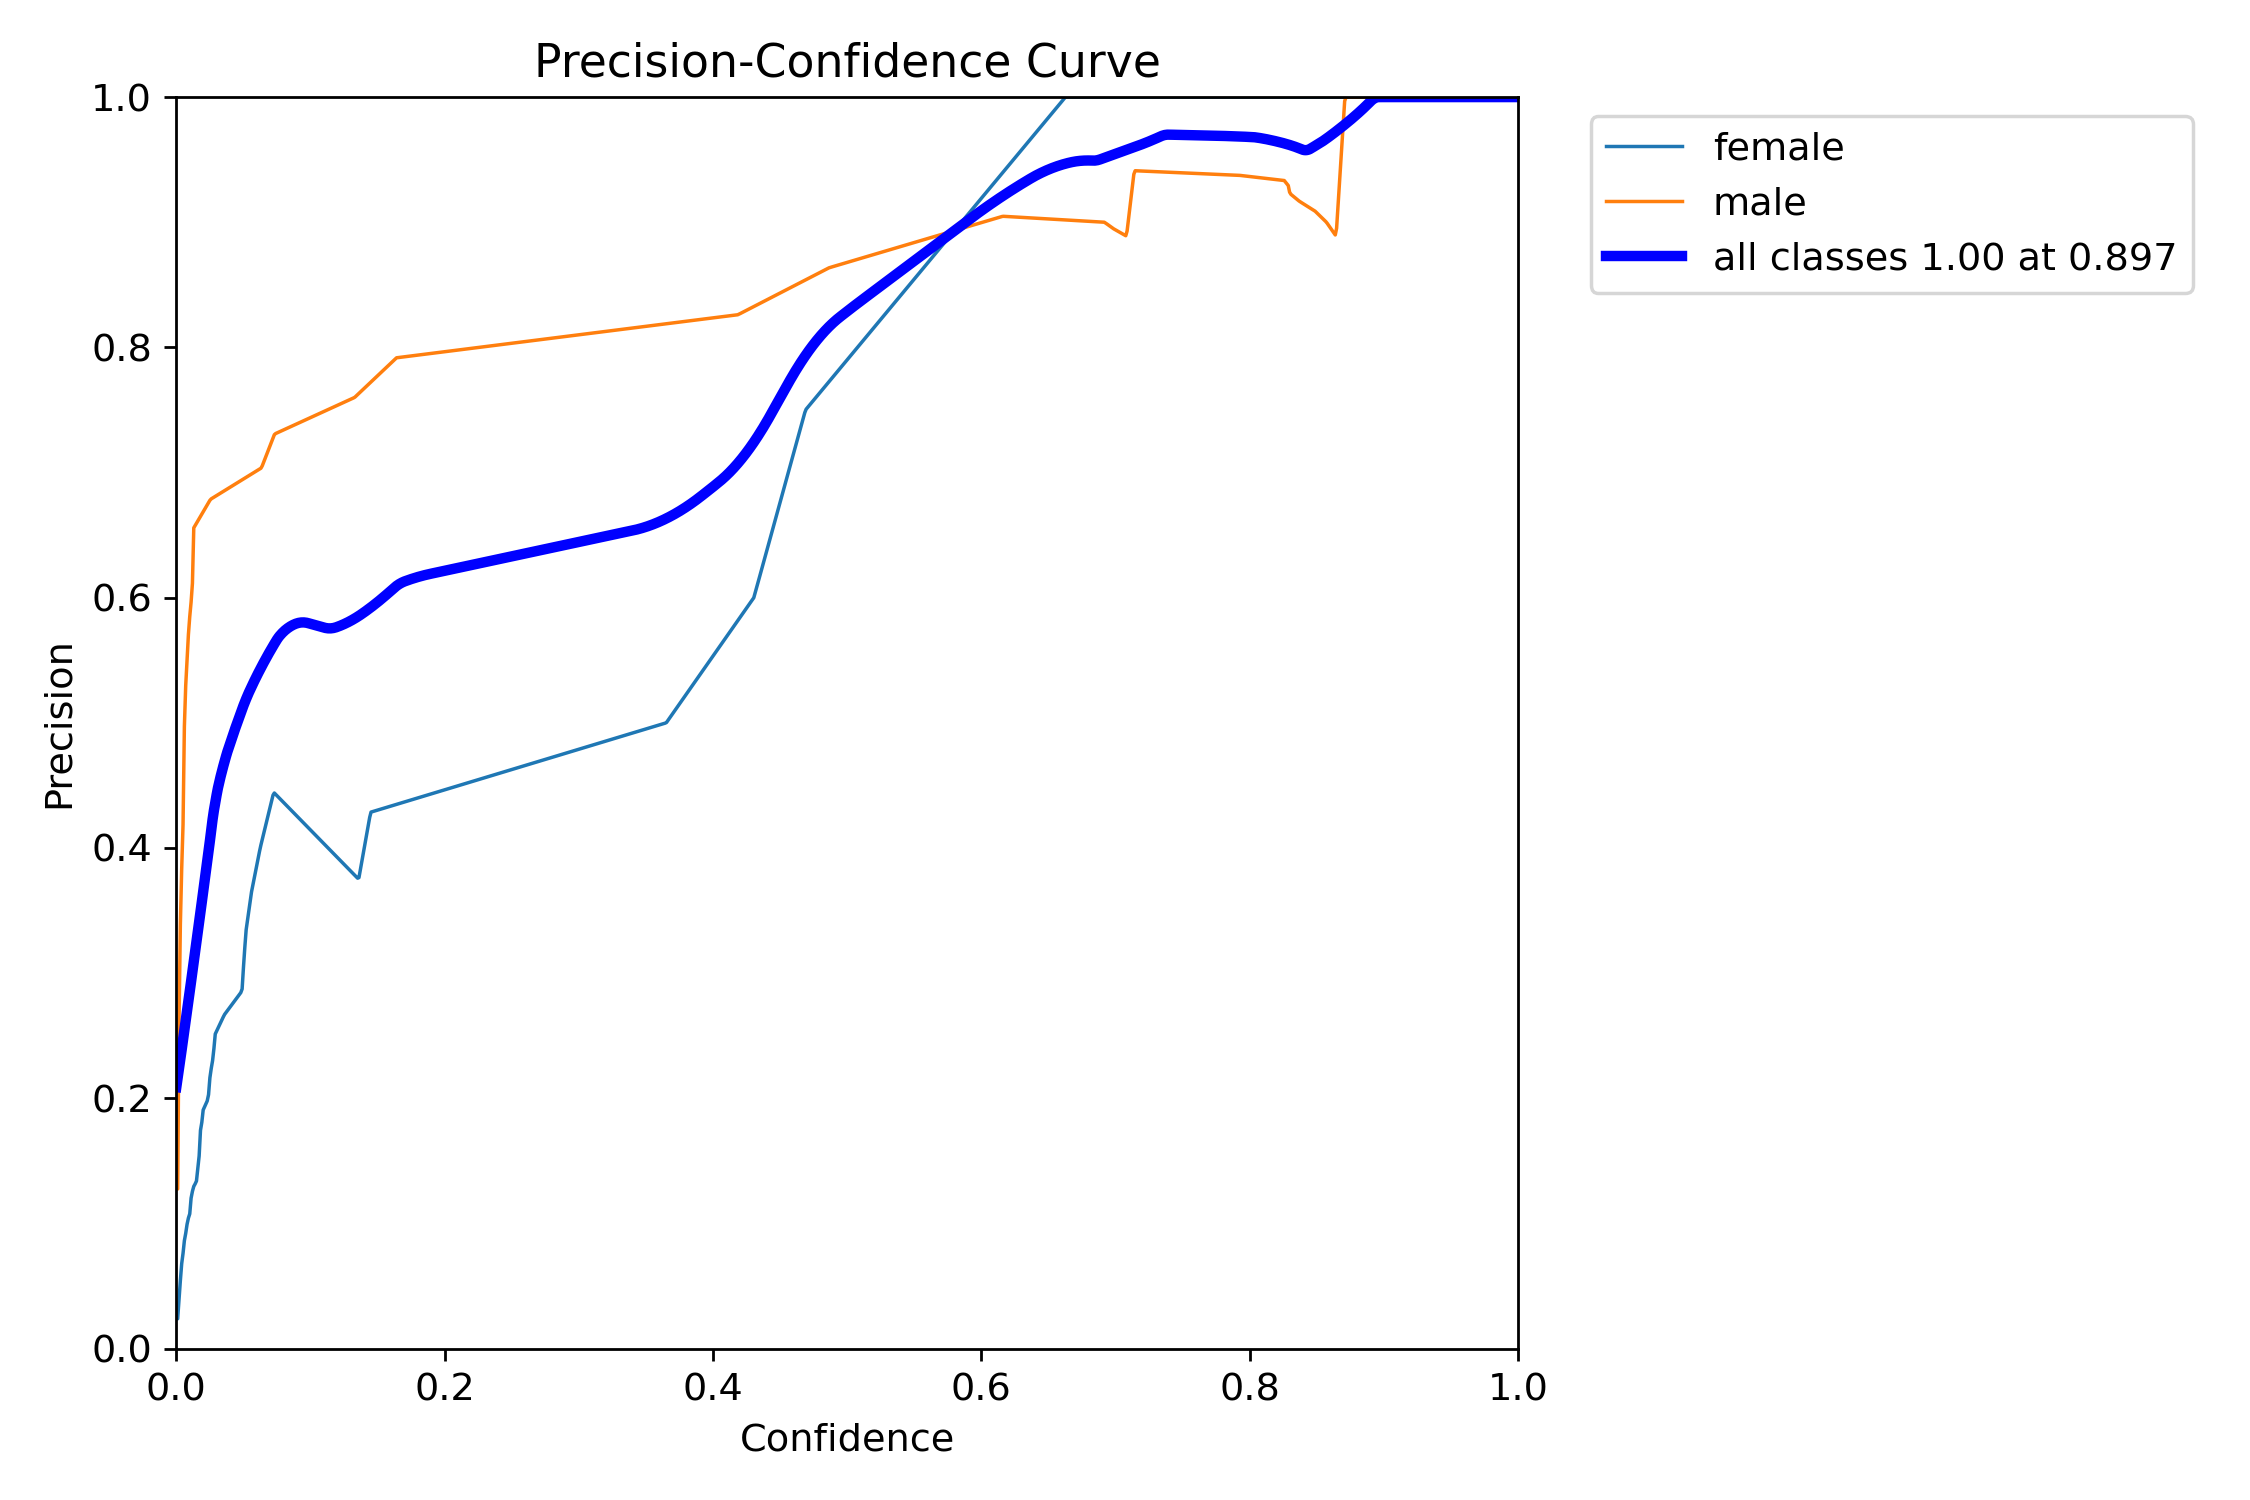 Precision-Confidence Curve
1.0
0.8
0.6
0.4
0.2
0.0
Precision
0.0 0.2 0.4 0.6 0.8 1.0
Confidence
female
male
all classes 1.00 at 0.897